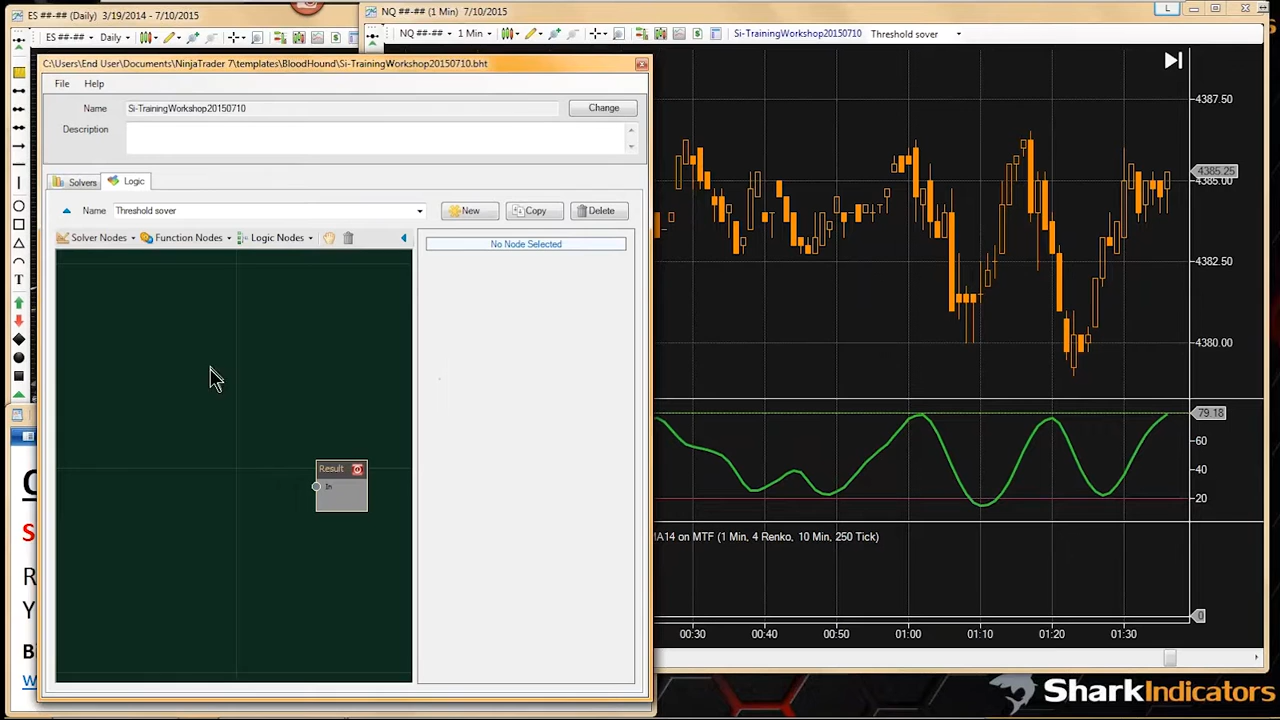 ES ##-## (Daily) 3/19/2014 - 7/10/2015
NQ ##-## (1 Min) 7/10/2015
L
ES ##-##
Daily
NQ ##-##
1 Min
Si-TrainingWorkshop20150710
Threshold sover
C:\Users\End User\Documents\NinjaTrader 7\templates\BloodHound\Si-TrainingWorkshop20150710.bht
File
Help
Name
Si-TrainingWorkshop20150710
Change
Description
Solvers
Logic
Name
Threshold sover
New
Copy
Delete
Solver Nodes
Function Nodes
Logic Nodes
No Node Selected
Result
In
T
4387.50
4385.25
4385.00
4382.50
4380.00
79.18
60
40
20
MA14 on MTF (1 Min, 4 Renko, 10 Min, 250 Tick)
0
00:30
00:40
00:50
01:00
01:10
01:20
01:30
SharkIndicators